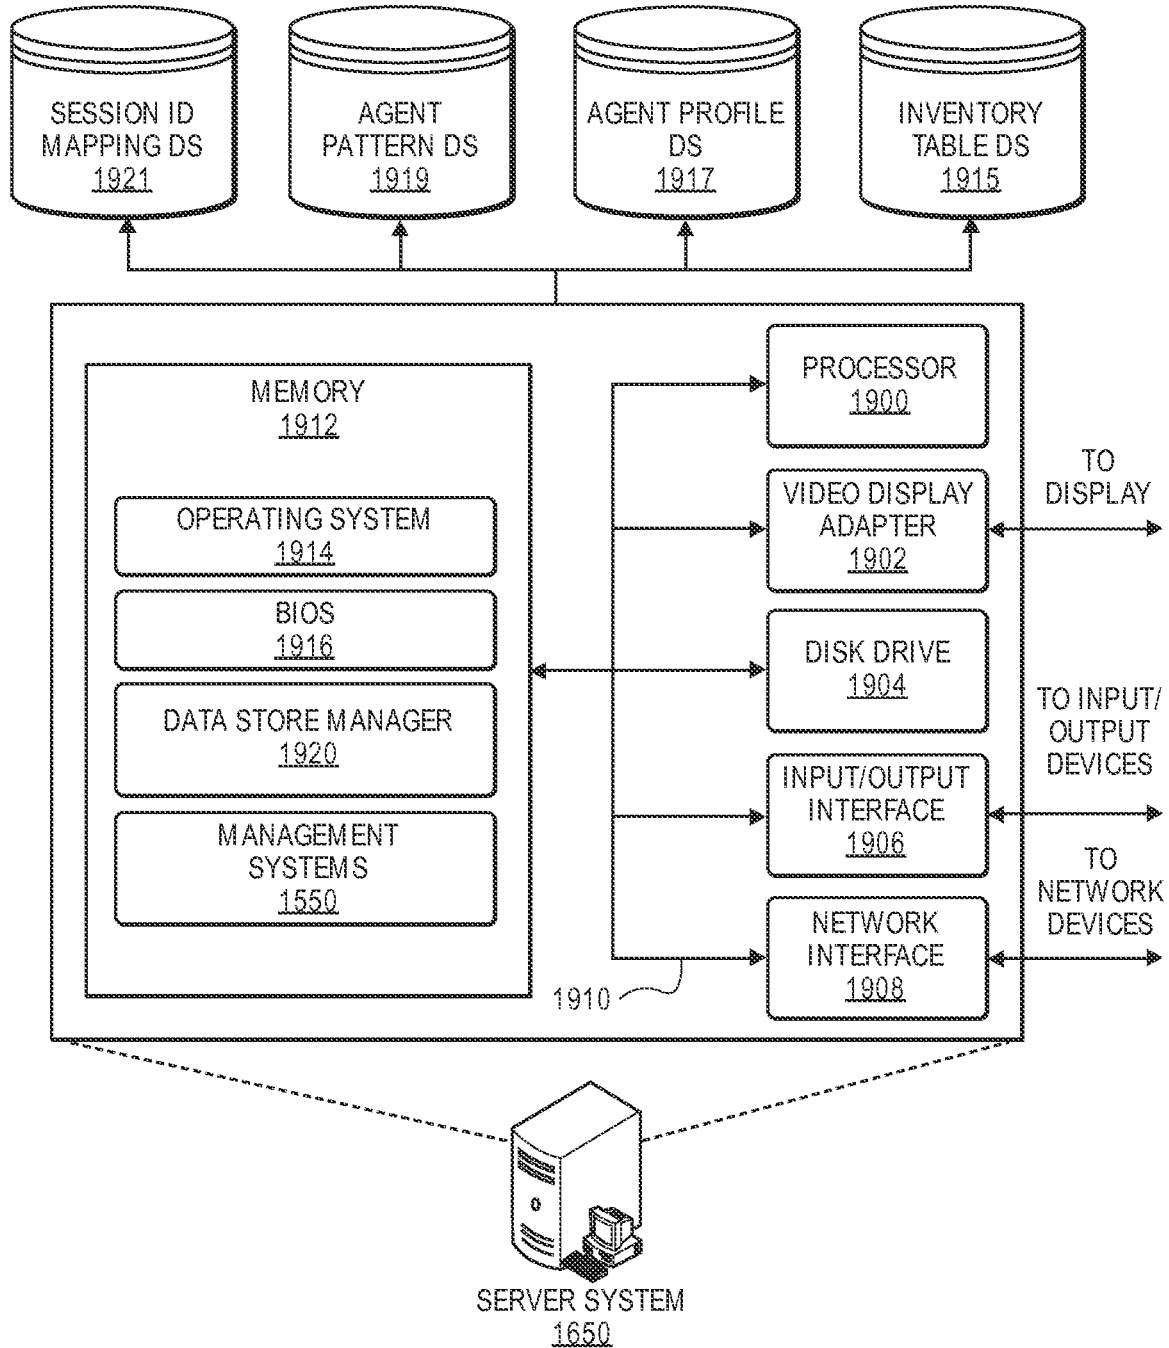 SESSION ID
MAPPING DS
1921
AGENT
PATTERN DS
1919
AGENT PROFILE
DS
1917
INVENTORY
TABLE DS
1915
MEMORY
1912
OPERATING SYSTEM
1914
BIOS
1916
DATA STORE MANAGER
1920
MANAGEMENT
SYSTEMS
1550
PROCESSOR
1900
VIDEO DISPLAY
ADAPTER
1902
DISK DRIVE
1904
INPUT/OUTPUT
INTERFACE
1906
NETWORK
INTERFACE
1908
1910
TO
DISPLAY
TO INPUT/
OUTPUT
DEVICES
TO
NETWORK
DEVICES
SERVER SYSTEM
1650